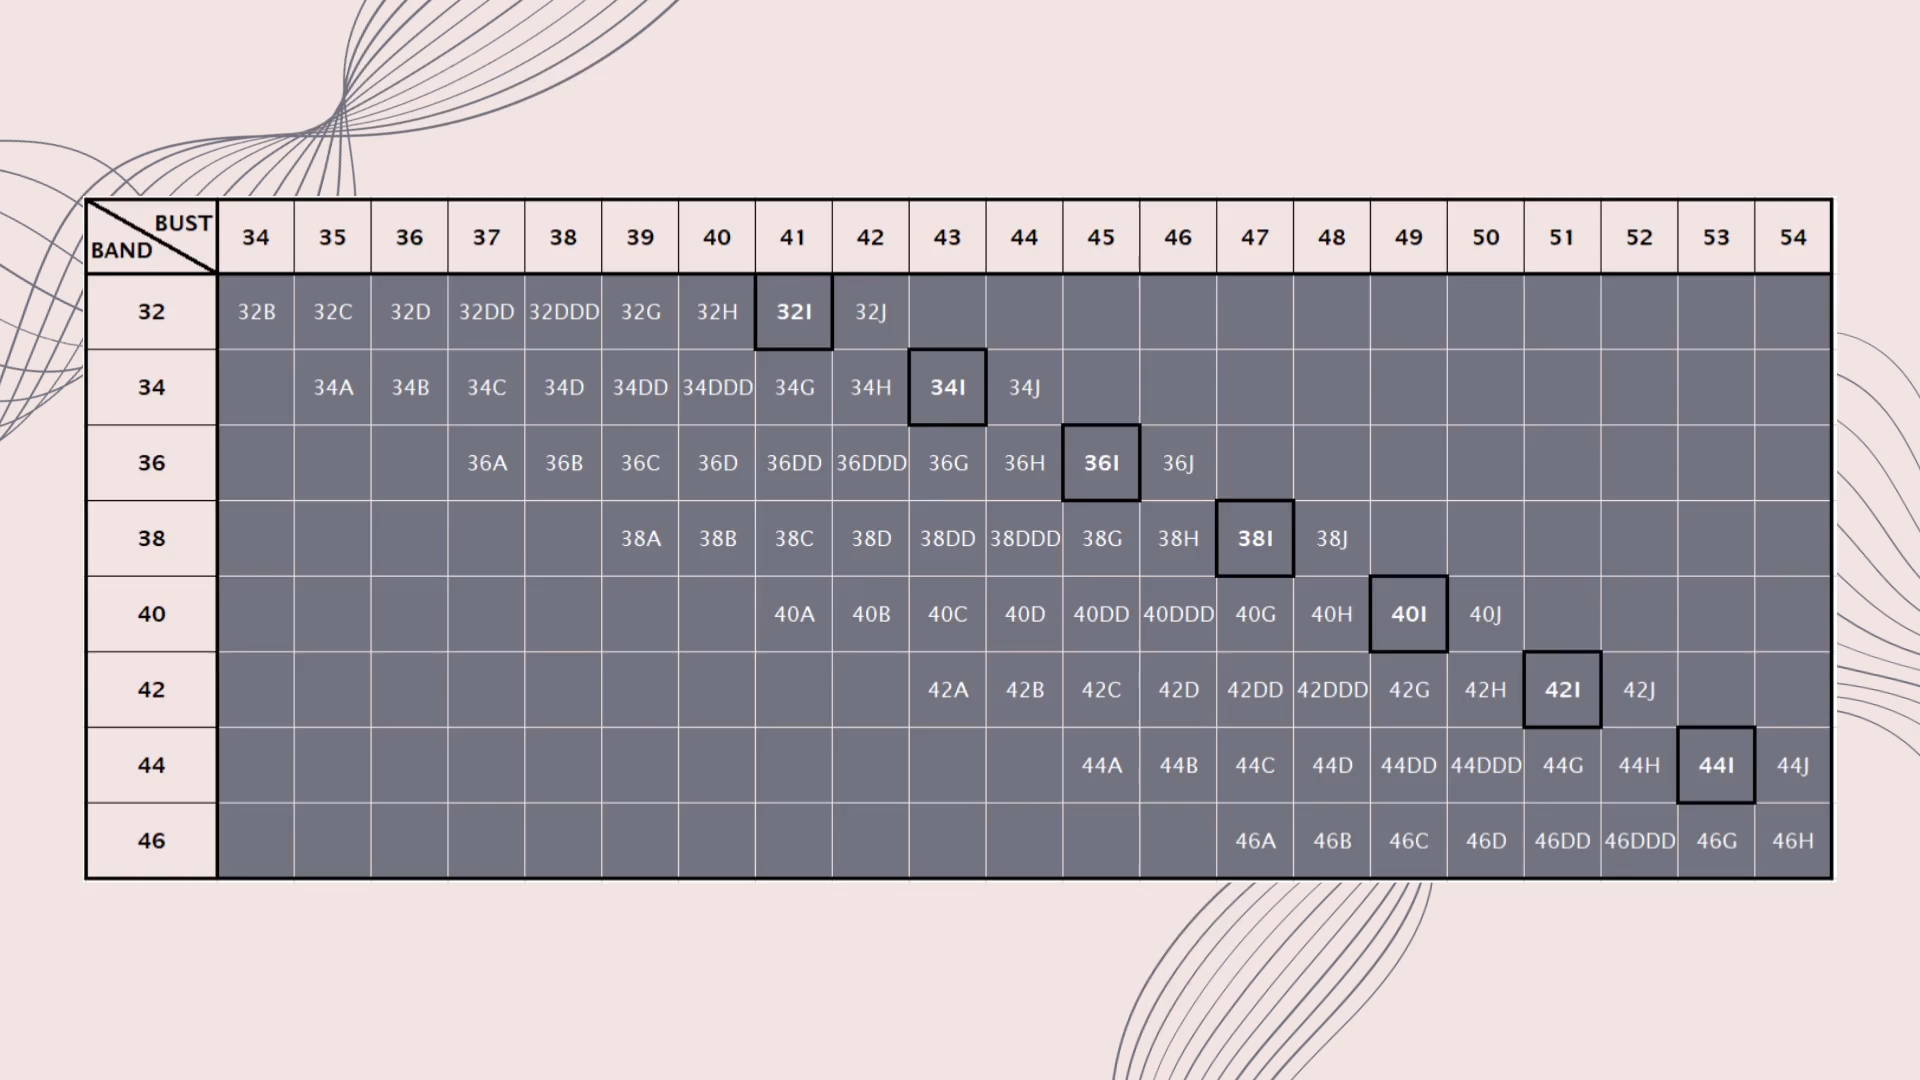 BUST
BAND 34 35 36 37 38 39 40 41 42 43 44 45 46 47 48 49 50 51 52 53 54
32 32B 32C 32D 32DD 32DDD 32G 32H 32I 32J
34 34A 34B 34C 34D 34DD 34DDD 34G 34H 34I 34J
36 36A 36B 36C 36D 36DD 36DDD 36G 36H 36I 36J
38 38A 38B 38C 38D 38DD 38DDD 38G 38H 38I 38J
40 40A 40B 40C 40D 40DD 40DDD 40G 40H 40I 40J
42 42A 42B 42C 42D 42DD 42DDD 42G 42H 42I 42J
44 44A 44B 44C 44D 44DD 44DDD 44G 44H 44I 44J
46 46A 46B 46C 46D 46DD 46DDD 46G 46H